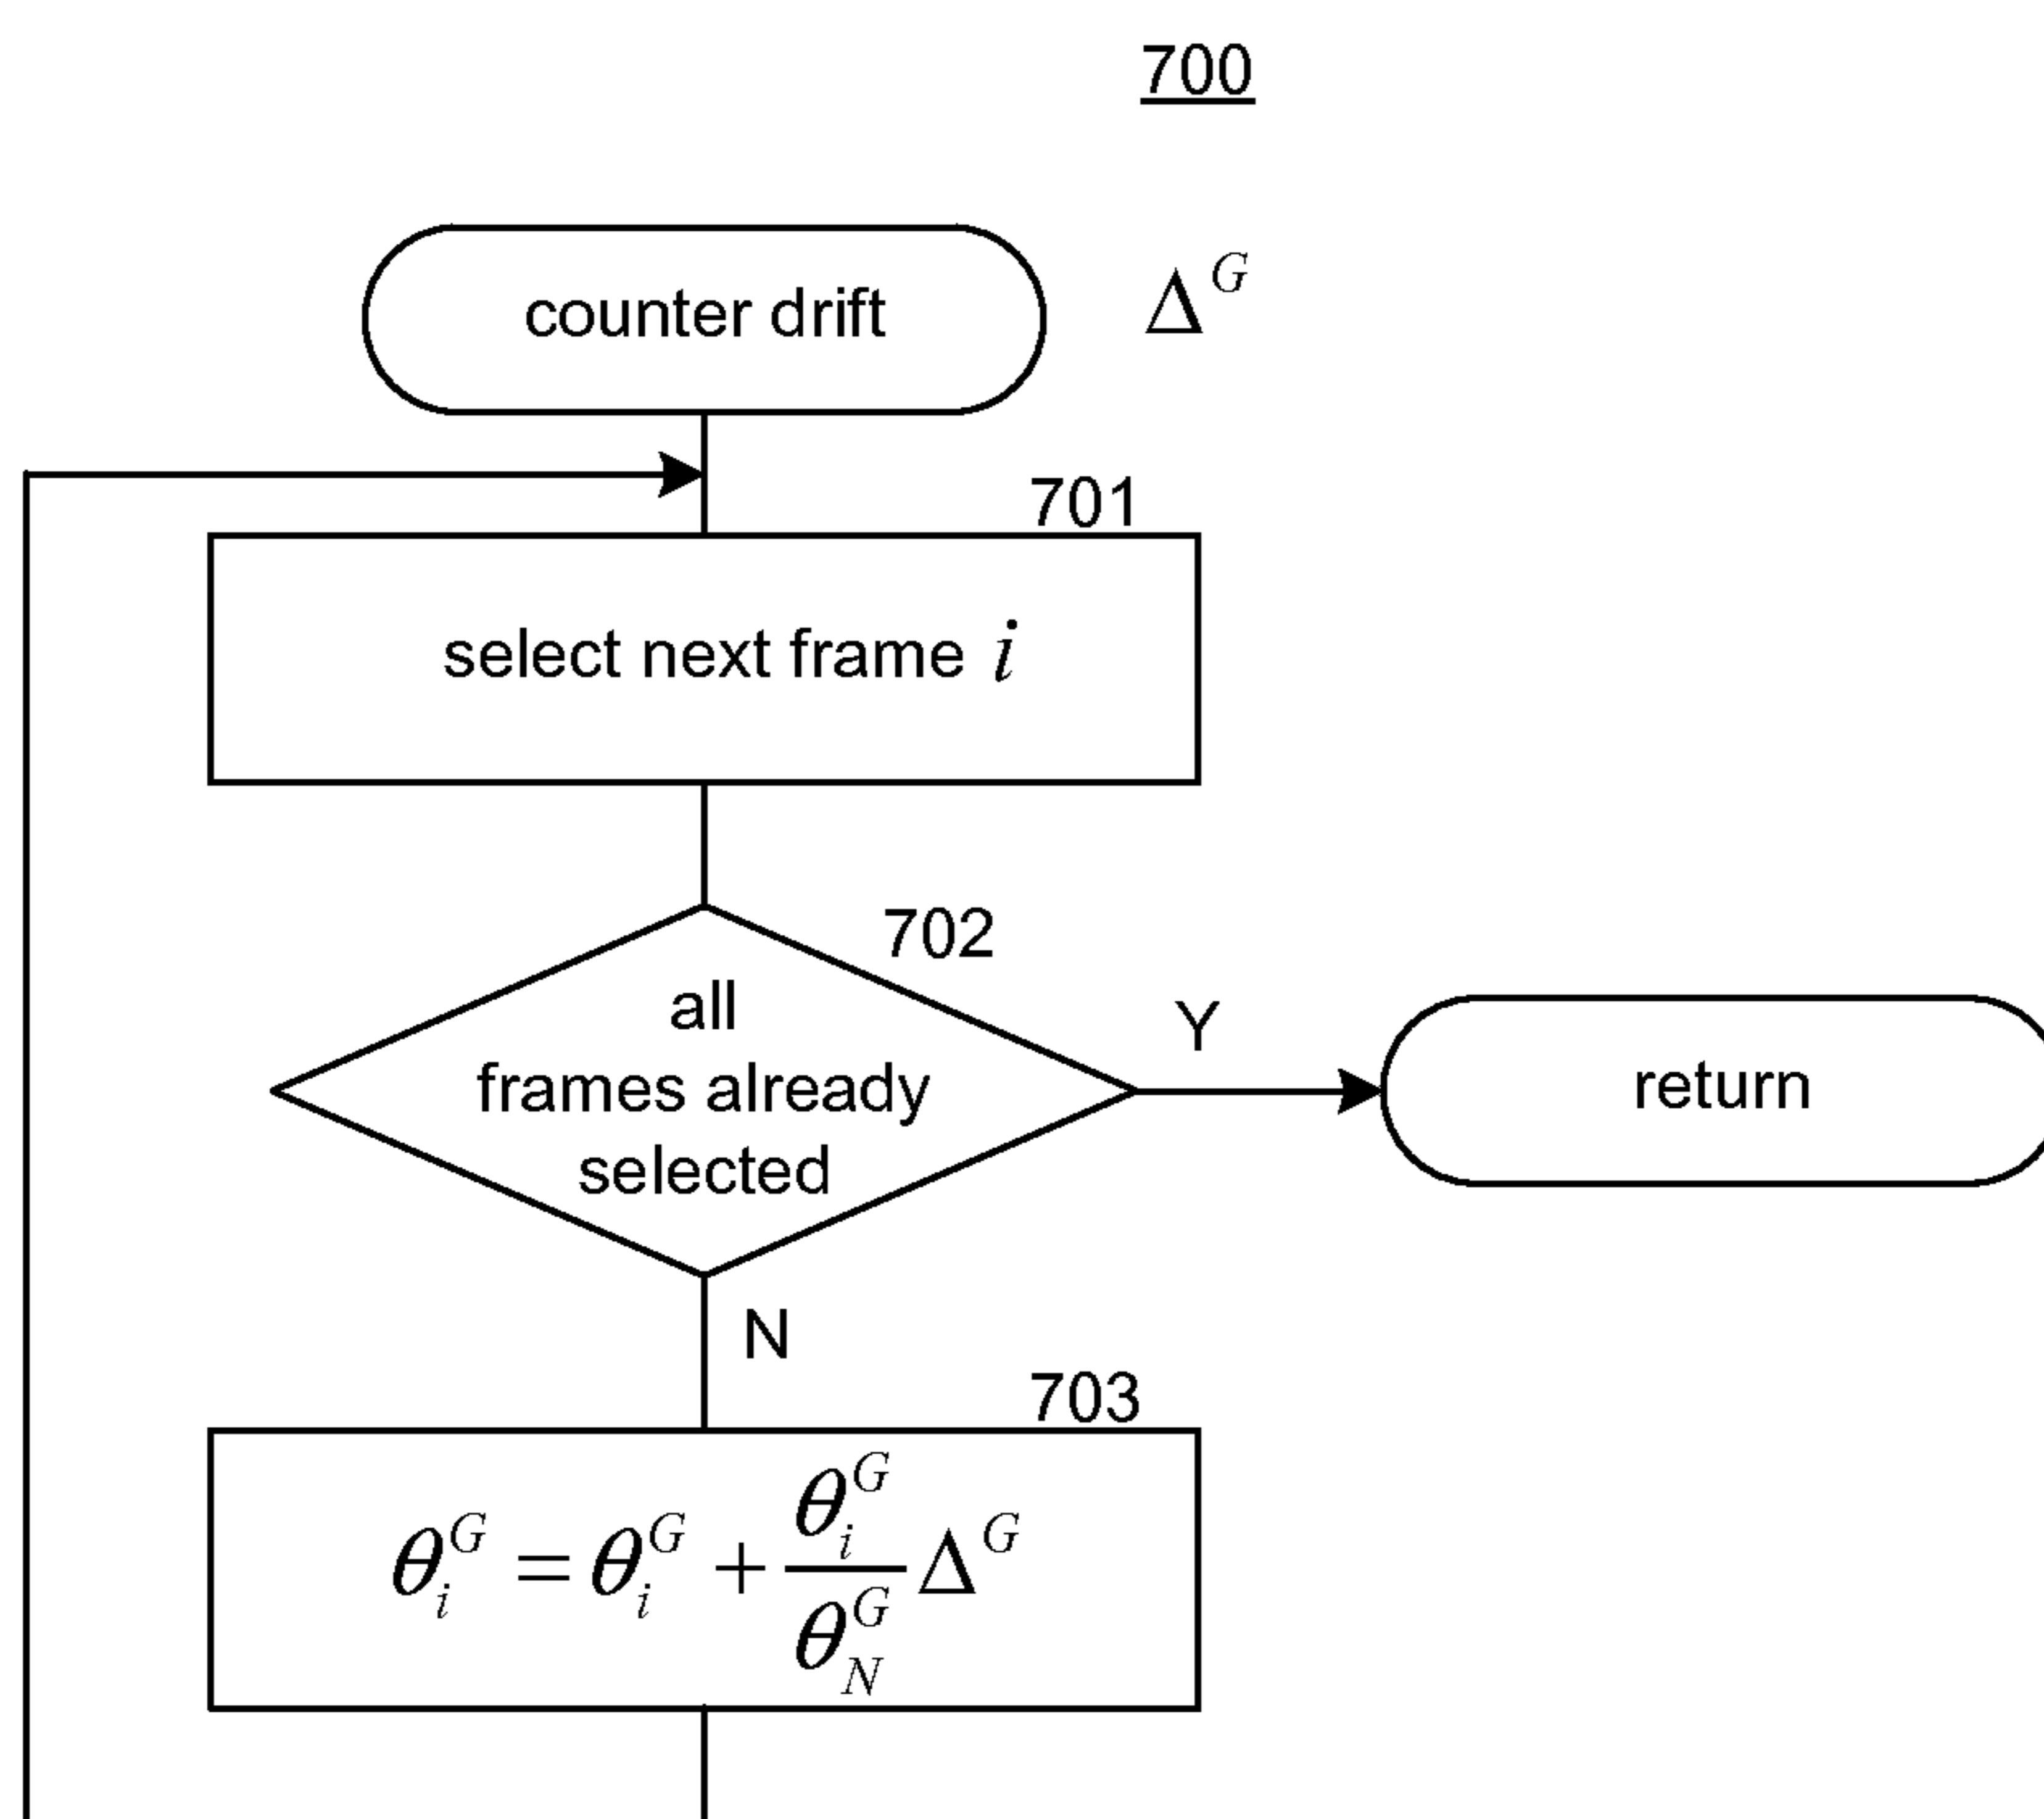 700
counter drift
Δ^G
701
select next frame i
702
all
frames already
selected
Y
return
N
703
θ_i^G = θ_i^G + θ_i^G / θ_N^G Δ^G